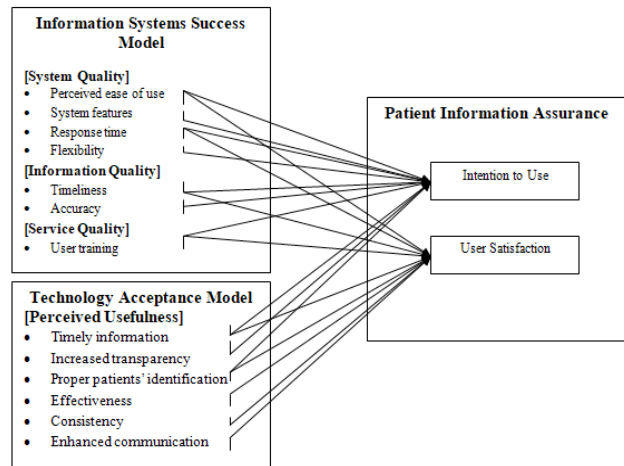 Information Systems Success
Model
[System Quality]
• Perceived ease of use
• System features
• Response time
• Flexibility
[Information Quality]
• Timeliness
• Accuracy
[Service Quality]
• User training
Technology Acceptance Model
[Perceived Usefulness]
• Timely information
• Increased transparency
• Proper patients' identification
• Effectiveness
• Consistency
• Enhanced communication
Patient Information Assurance
Intention to Use
User Satisfaction